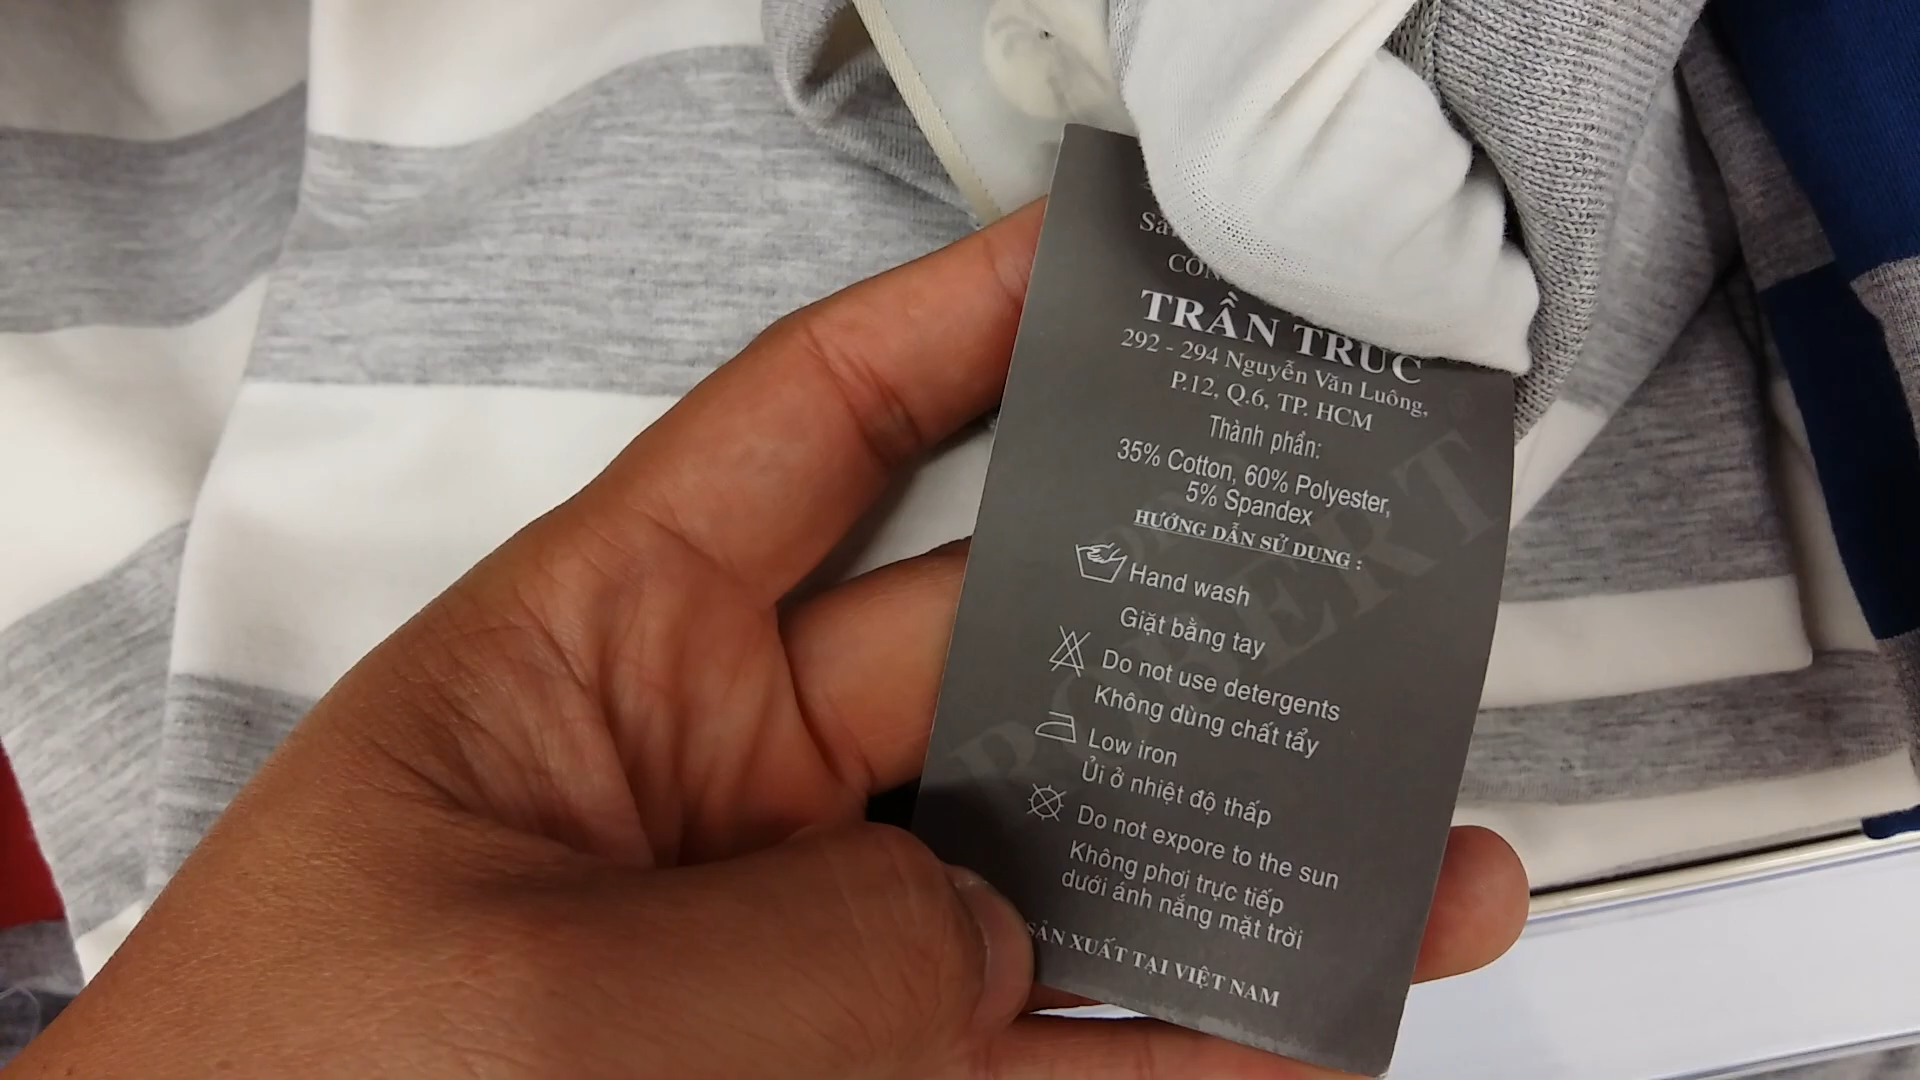 TRẦN TRÚC
292 - 294 Nguyễn Văn Luông,
P.12, Q.6, TP. HCM
Thành phần:
35% Cotton, 60% Polyester,
5% Spandex
HƯỚNG DẪN SỬ DỤNG :
Hand wash
Giặt bằng tay
Do not use detergents
Không dùng chất tẩy
Low iron
Ủi ở nhiệt độ thấp
Do not expore to the sun
Không phơi trực tiếp
dưới ánh nắng mặt trời
SẢN XUẤT TẠI VIỆT NAM
ROBERT